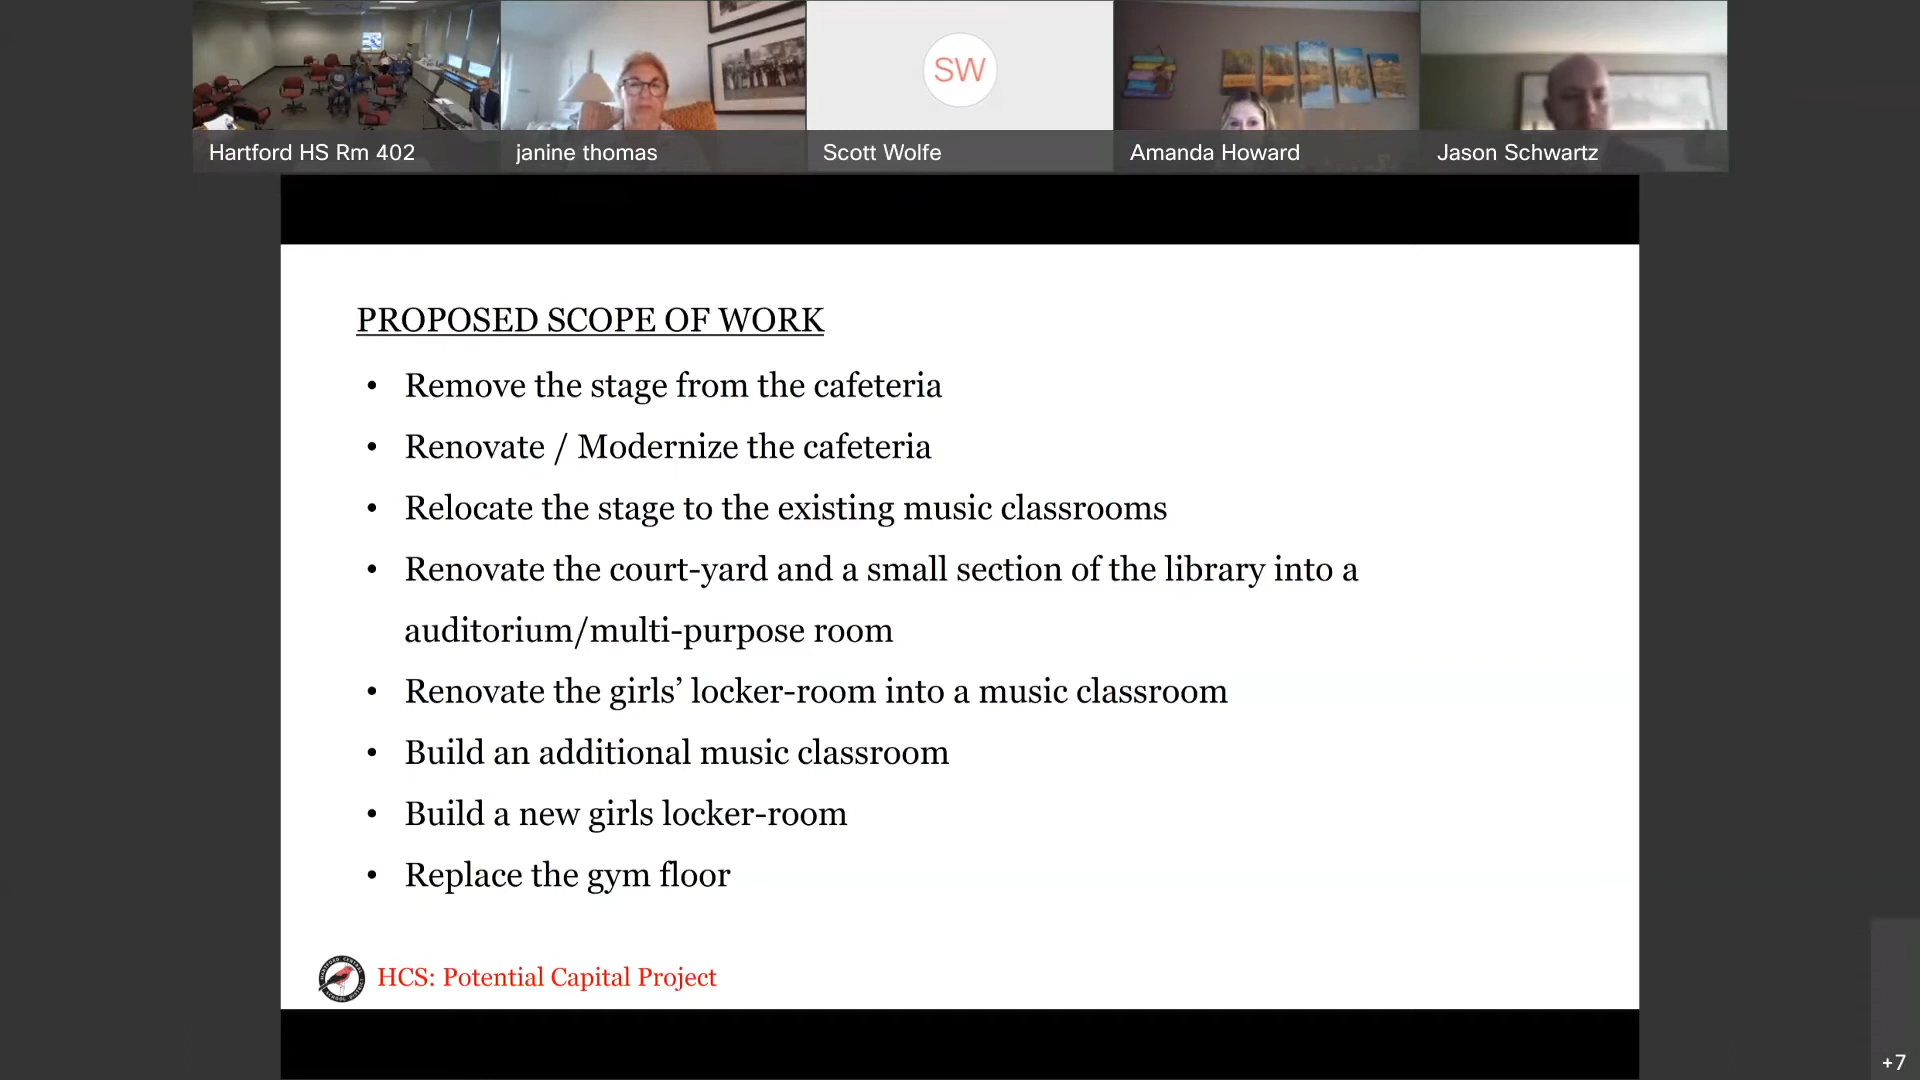 SW
Hartford HS Rm 402
janine thomas
Scott Wolfe
Amanda Howard
Jason Schwartz
PROPOSED SCOPE OF WORK
• Remove the stage from the cafeteria
• Renovate / Modernize the cafeteria
• Relocate the stage to the existing music classrooms
• Renovate the court-yard and a small section of the library into a
auditorium/multi-purpose room
• Renovate the girls’ locker-room into a music classroom
• Build an additional music classroom
• Build a new girls locker-room
• Replace the gym floor
HCS: Potential Capital Project
+7